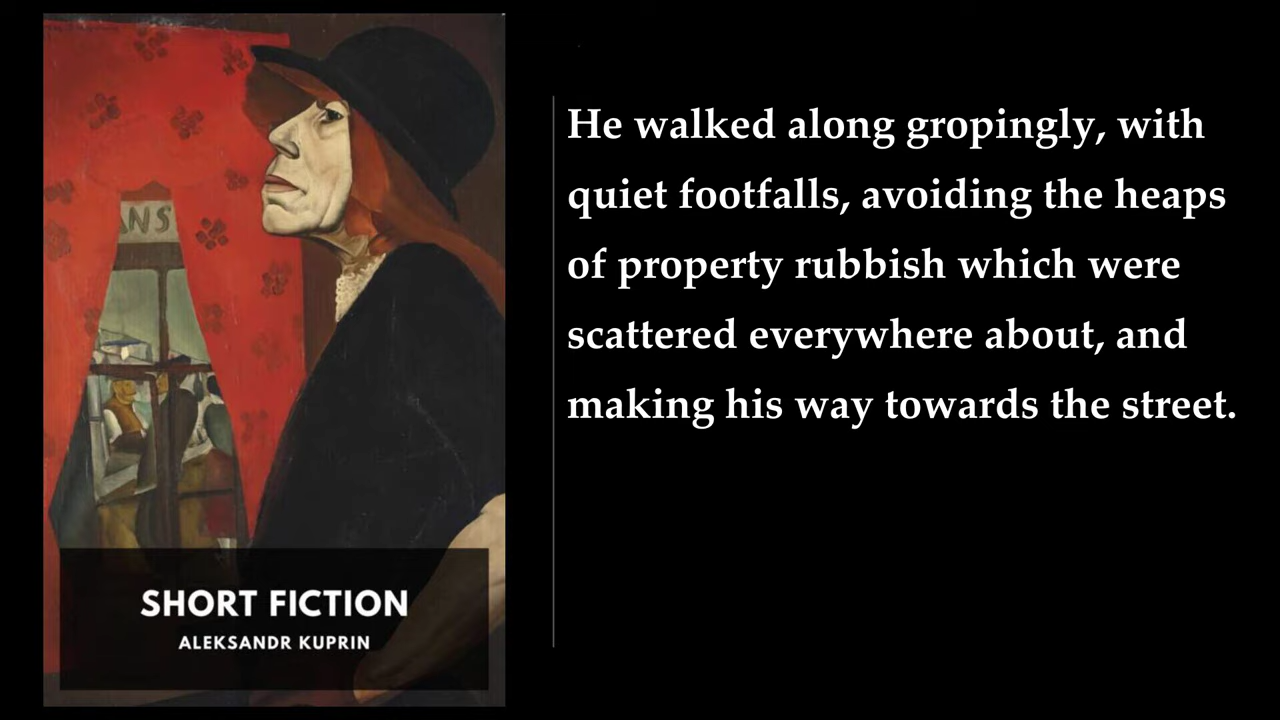 ANS
SHORT FICTION
ALEKSANDR KUPRIN
He walked along gropingly, with
quiet footfalls, avoiding the heaps
of property rubbish which were
scattered everywhere about, and
making his way towards the street.